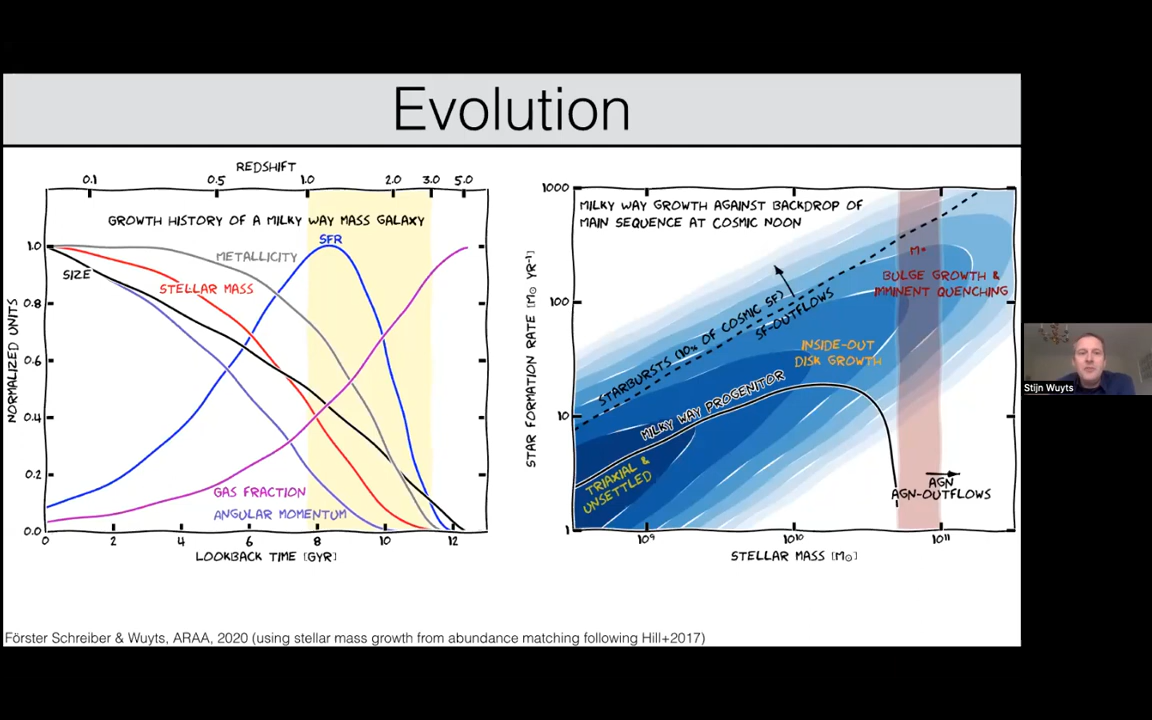 Evolution
REDSHIFT
0.1 0.5 1.0 2.0 3.0 5.0
GROWTH HISTORY OF A MILKY WAY MASS GALAXY
SFR
METALLICITY
SIZE
STELLAR MASS
GAS FRACTION
ANGULAR MOMENTUM
NORMALIZED UNITS
1.0
0.8
0.6
0.4
0.2
0.0
0 2 4 6 8 10 12
LOOKBACK TIME [GYR]
MILKY WAY GROWTH AGAINST BACKDROP OF
MAIN SEQUENCE AT COSMIC NOON
M*
BULGE GROWTH &
IMMINENT QUENCHING
STARBURSTS (10% OF COSMIC SF)
SF-OUTFLOWS
INSIDE-OUT
DISK GROWTH
MILKY WAY PROGENITOR
TRIAXIAL &
UNSETTLED
AGN
AGN-OUTFLOWS
STAR FORMATION RATE [M☉ YR⁻¹]
1000
100
10
1
10⁹ 10¹⁰ 10¹¹
STELLAR MASS [M☉]
Stijn Wuyts
Förster Schreiber & Wuyts, ARAA, 2020 (using stellar mass growth from abundance matching following Hill+2017)